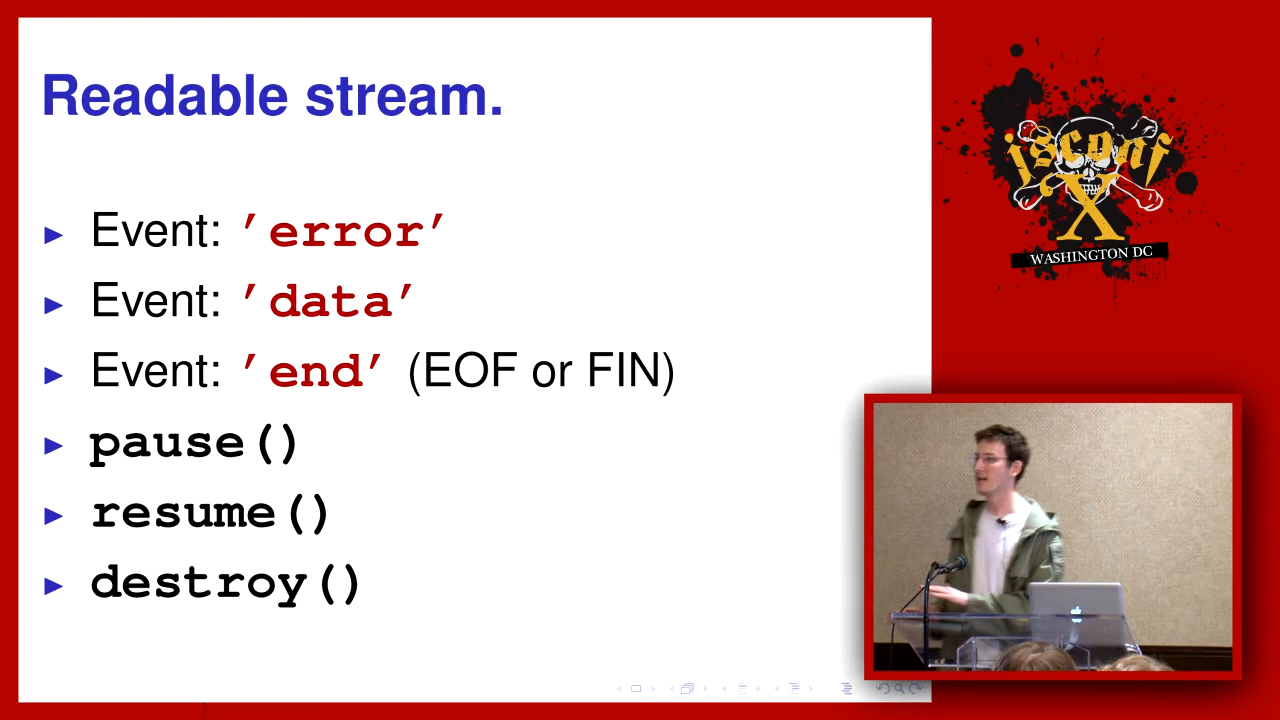 Readable stream.
▸ Event: ’error’
▸ Event: ’data’
▸ Event: ’end’ (EOF or FIN)
▸ pause()
▸ resume()
▸ destroy()
jsconf
X
WASHINGTON DC